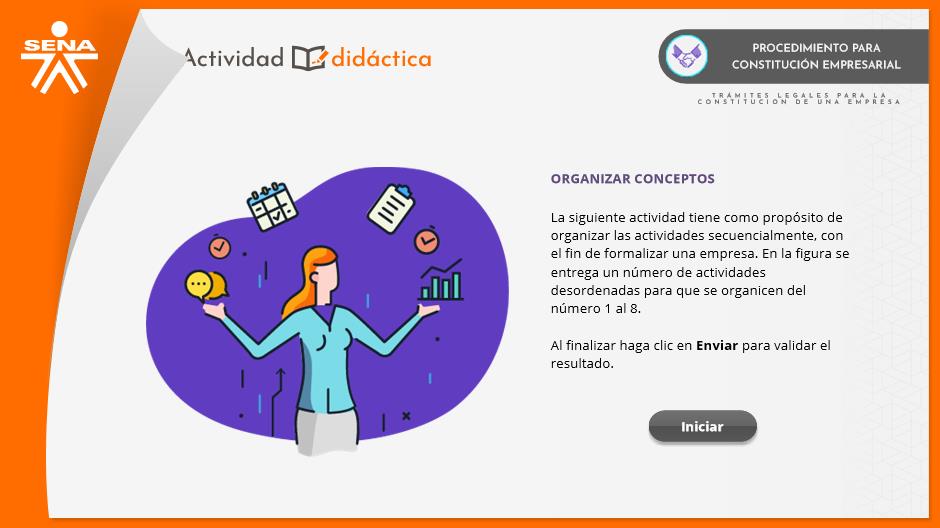 SENA
Actividad didáctica
PROCEDIMIENTO PARA
CONSTITUCIÓN EMPRESARIAL
TRÁMITES LEGALES PARA LA
CONSTITUCIÓN DE UNA EMPRESA
ORGANIZAR CONCEPTOS
La siguiente actividad tiene como propósito de
organizar las actividades secuencialmente, con
el fin de formalizar una empresa. En la figura se
entrega un número de actividades
desordenadas para que se organicen del
número 1 al 8.
Al finalizar haga clic en Enviar para validar el
resultado.
Iniciar